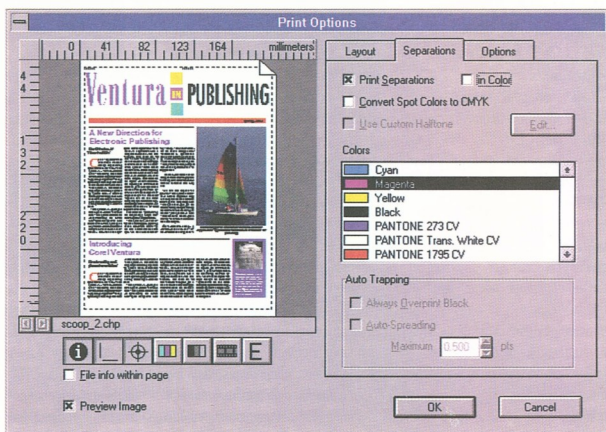 Print Options
0 41 82 123 164 millimeters
Layout Separations Options
Print Separations in Color
Convert Spot Colors to CMYK
Use Custom Halftone Edit...
Colors
Cyan
Magenta
Yellow
Black
PANTONE 273 CV
PANTONE Trans. White CV
PANTONE 1795 CV
Auto Trapping
Always Overprint Black
Auto-Spreading
Maximum 0.500 pts
44
132
220
Ventura IN PUBLISHING
A New Direction for
Electronic Publishing
Introducing
Corel Ventura
scoop_2.chp
E
File info within page
Preview Image
OK Cancel